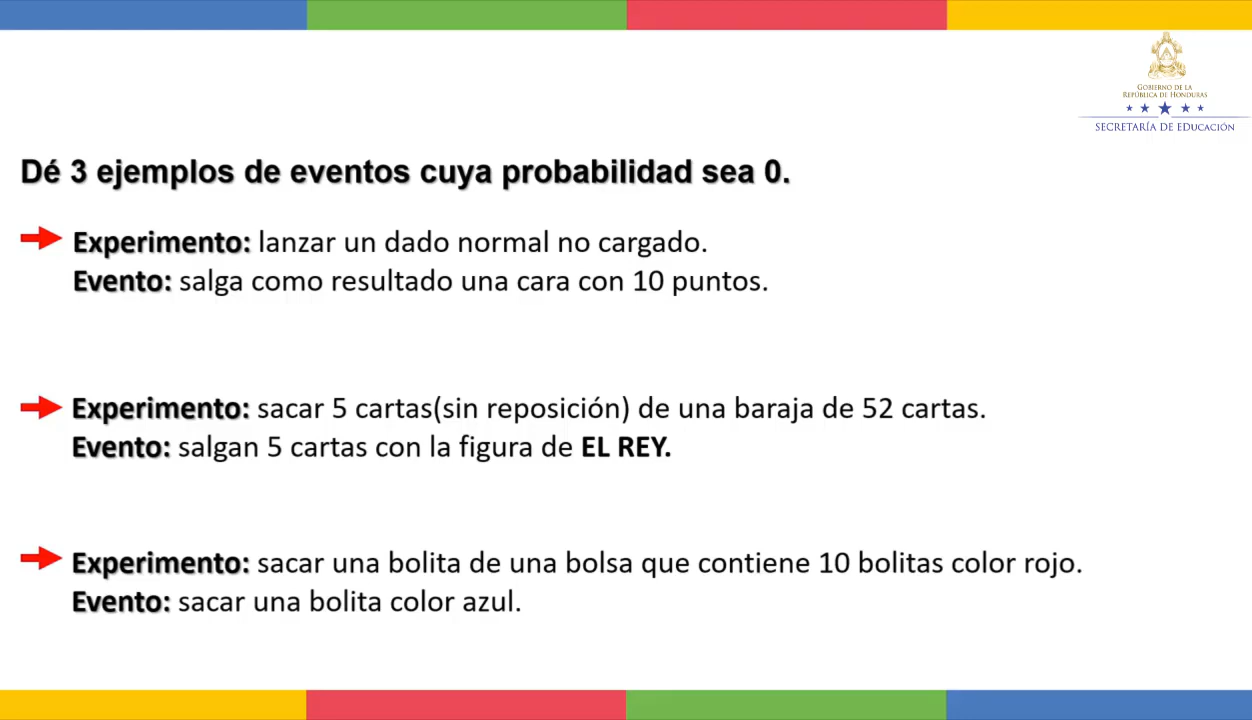 GOBIERNO DE LA
REPÚBLICA DE HONDURAS
SECRETARÍA DE EDUCACIÓN
Dé 3 ejemplos de eventos cuya probabilidad sea 0.
Experimento: lanzar un dado normal no cargado.
Evento: salga como resultado una cara con 10 puntos.
Experimento: sacar 5 cartas(sin reposición) de una baraja de 52 cartas.
Evento: salgan 5 cartas con la figura de EL REY.
Experimento: sacar una bolita de una bolsa que contiene 10 bolitas color rojo.
Evento: sacar una bolita color azul.